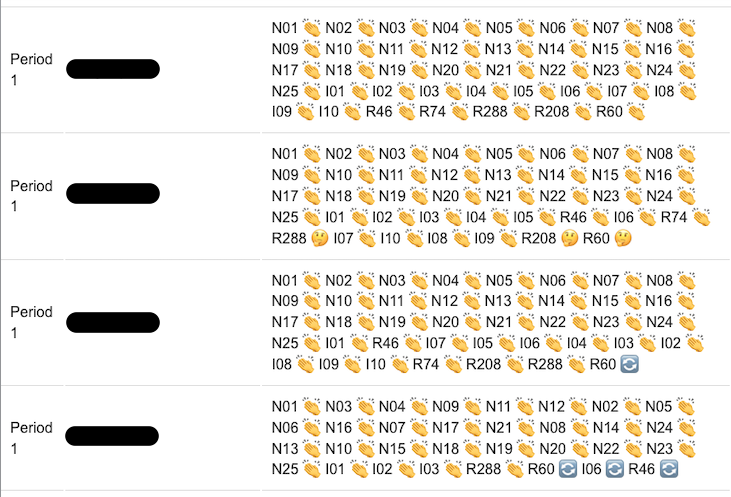 Period
1
N01 👏 N02 👏 N03 👏 N04 👏 N05 👏 N06 👏 N07 👏 N08 👏
N09 👏 N10 👏 N11 👏 N12 👏 N13 👏 N14 👏 N15 👏 N16 👏
N17 👏 N18 👏 N19 👏 N20 👏 N21 👏 N22 👏 N23 👏 N24 👏
N25 👏 I01 👏 I02 👏 I03 👏 I04 👏 I05 👏 I06 👏 I07 👏 I08 👏
I09 👏 I10 👏 R46 👏 R74 👏 R288 👏 R208 👏 R60 👏
Period
1
N01 👏 N02 👏 N03 👏 N04 👏 N05 👏 N06 👏 N07 👏 N08 👏
N09 👏 N10 👏 N11 👏 N12 👏 N13 👏 N14 👏 N15 👏 N16 👏
N17 👏 N18 👏 N19 👏 N20 👏 N21 👏 N22 👏 N23 👏 N24 👏
N25 👏 I01 👏 I02 👏 I03 👏 I04 👏 I05 👏 R46 👏 I06 👏 R74 👏
R288 🤔 I07 👏 I10 👏 I08 👏 I09 👏 R208 🤔 R60 🤔
Period
1
N01 👏 N02 👏 N03 👏 N04 👏 N05 👏 N06 👏 N07 👏 N08 👏
N09 👏 N10 👏 N11 👏 N12 👏 N13 👏 N14 👏 N15 👏 N16 👏
N17 👏 N18 👏 N19 👏 N20 👏 N21 👏 N22 👏 N23 👏 N24 👏
N25 👏 I01 👏 R46 👏 I07 👏 I05 👏 I06 👏 I04 👏 I03 👏 I02 👏
I08 👏 I09 👏 I10 👏 R74 👏 R208 👏 R288 👏 R60 🔄
Period
1
N01 👏 N03 👏 N04 👏 N09 👏 N11 👏 N12 👏 N02 👏 N05 👏
N06 👏 N16 👏 N07 👏 N17 👏 N21 👏 N08 👏 N14 👏 N24 👏
N13 👏 N10 👏 N15 👏 N18 👏 N19 👏 N20 👏 N22 👏 N23 👏
N25 👏 I01 👏 I02 👏 I03 👏 R288 👏 R60 🔄 I06 🔄 R46 🔄